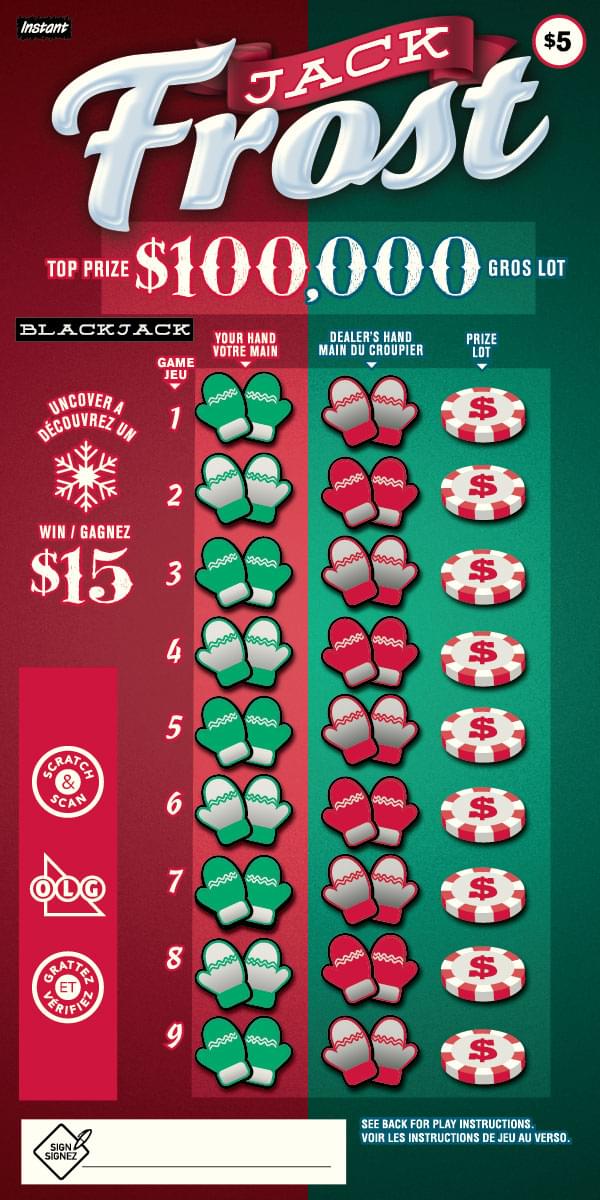 Instant
$5
JACK
Frost
TOP PRIZE $100,000 GROS LOT
BLACKJACK
YOUR HAND
VOTRE MAIN
DEALER'S HAND
MAIN DU CROUPIER
PRIZE
LOT
GAME
JEU
UNCOVER A
DÉCOUVREZ UN
WIN / GAGNEZ
$15
1 $
2 $
3 $
4 $
5 $
6 $
7 $
8 $
9 $
SCRATCH
&
SCAN
OLG
GRATTEZ
ET
VÉRIFIEZ
SIGN
SIGNEZ
SEE BACK FOR PLAY INSTRUCTIONS.
VOIR LES INSTRUCTIONS DE JEU AU VERSO.